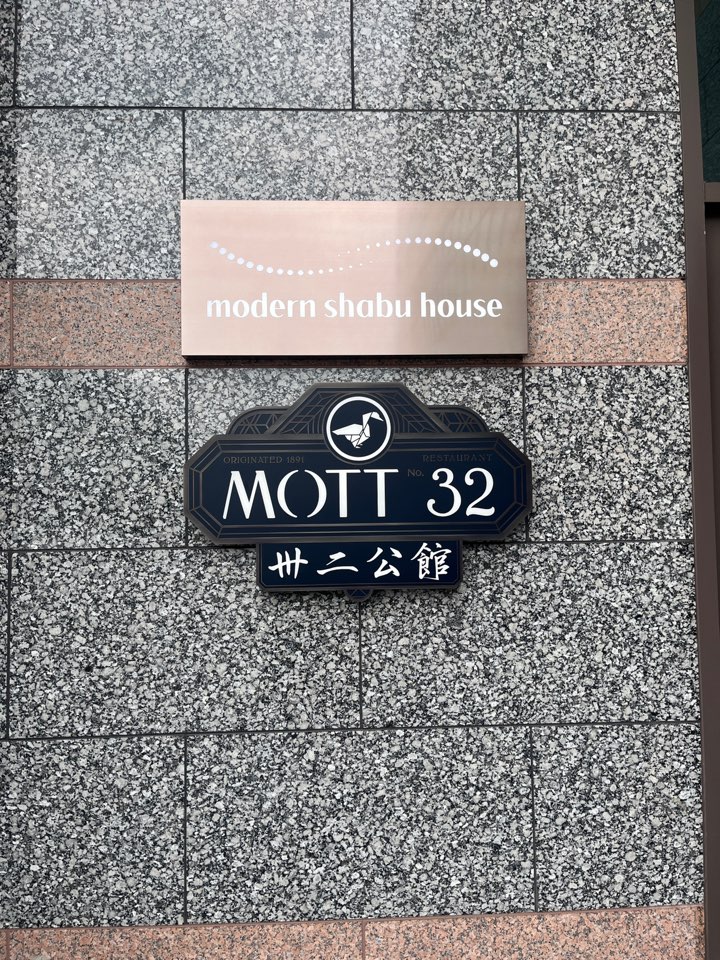 modern shabu house
ORIGINATED 1891 RESTAURANT
MOTT No. 32
卅二公館